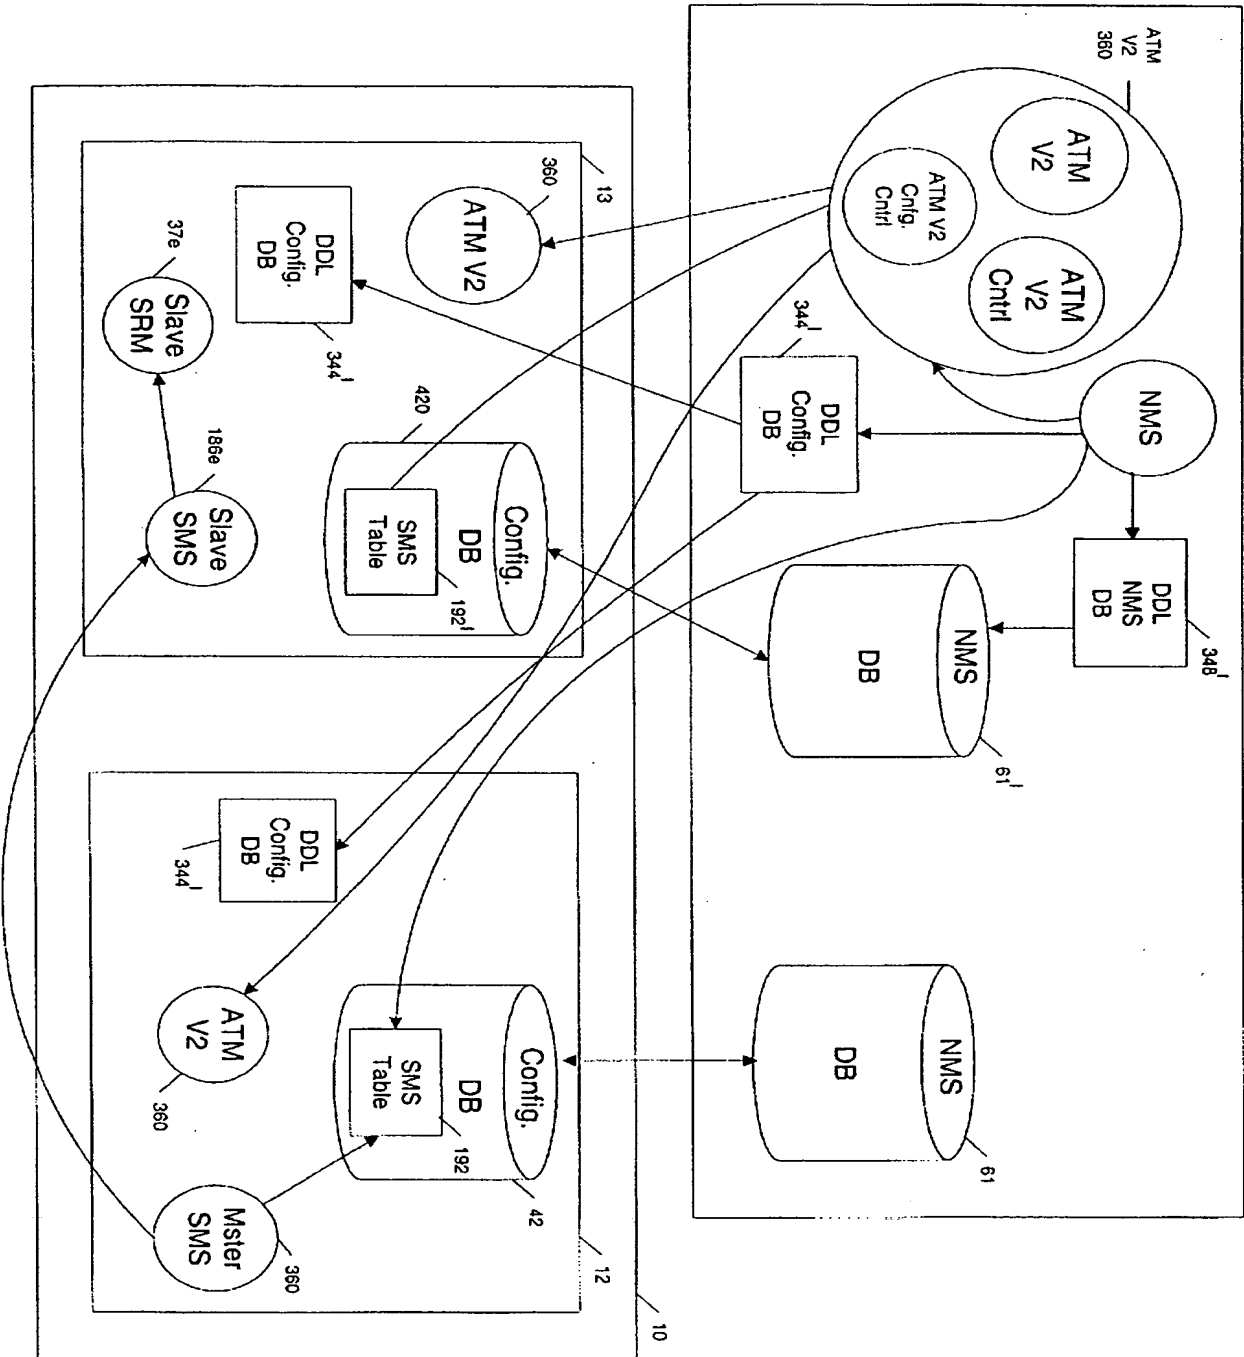 ATM
V2
360
ATM
V2
ATM
V2
Cntrl
ATM V2
Cnfg.
Cntrl
NMS
DDL
NMS
DB
348'
NMS
DB
61'
NMS
DB
61
344'
DDL
Config.
DB
13
360
ATM V2
DDL
Config.
DB
344'
37e
Slave
SRM
420
Config.
DB
SMS
Table
192'
186e
Slave
SMS
DDL
Config.
DB
344'
ATM
V2
360
Config.
DB
SMS
Table
192
42
Mster
SMS
360
12
10